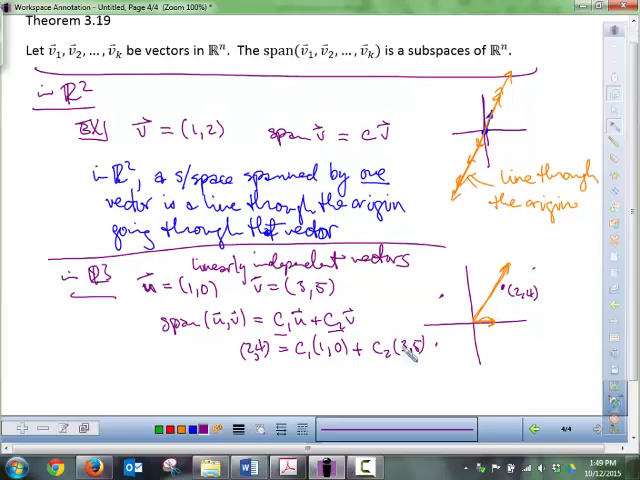 Workspace Annotation - Page 4/4 (Zoom 100%) *
Theorem 3.19
Let v⃗₁, v⃗₂, …, v⃗ₖ be vectors in ℝⁿ. The span(v⃗₁, v⃗₂, …, v⃗ₖ) is a subspaces of ℝⁿ.
in ℝ²
EX) v⃗ = (1,2) span v⃗ = c v⃗
in ℝ², a s/space spanned by one
vector is a line through the origin
going through that vector
line through
the origin
linearly independent vectors
in ℝ3
u⃗ = (1,0) v⃗ = (3,5)
span(u⃗,v⃗) = C₁u⃗ + C₂v⃗
(2,4) = C₁(1,0) + C₂(3,5)
(2,4)
4/4
1:49 PM
10/12/2015